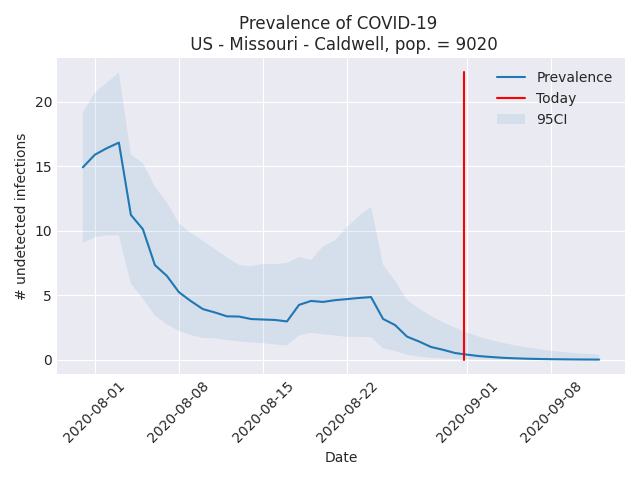 Prevalence of COVID-19
US - Missouri - Caldwell, pop. = 9020
Prevalence
Today
95CI
# undetected infections
20
15
10
5
0
2020-08-01
2020-08-08
2020-08-15
2020-08-22
2020-09-01
2020-09-08
Date